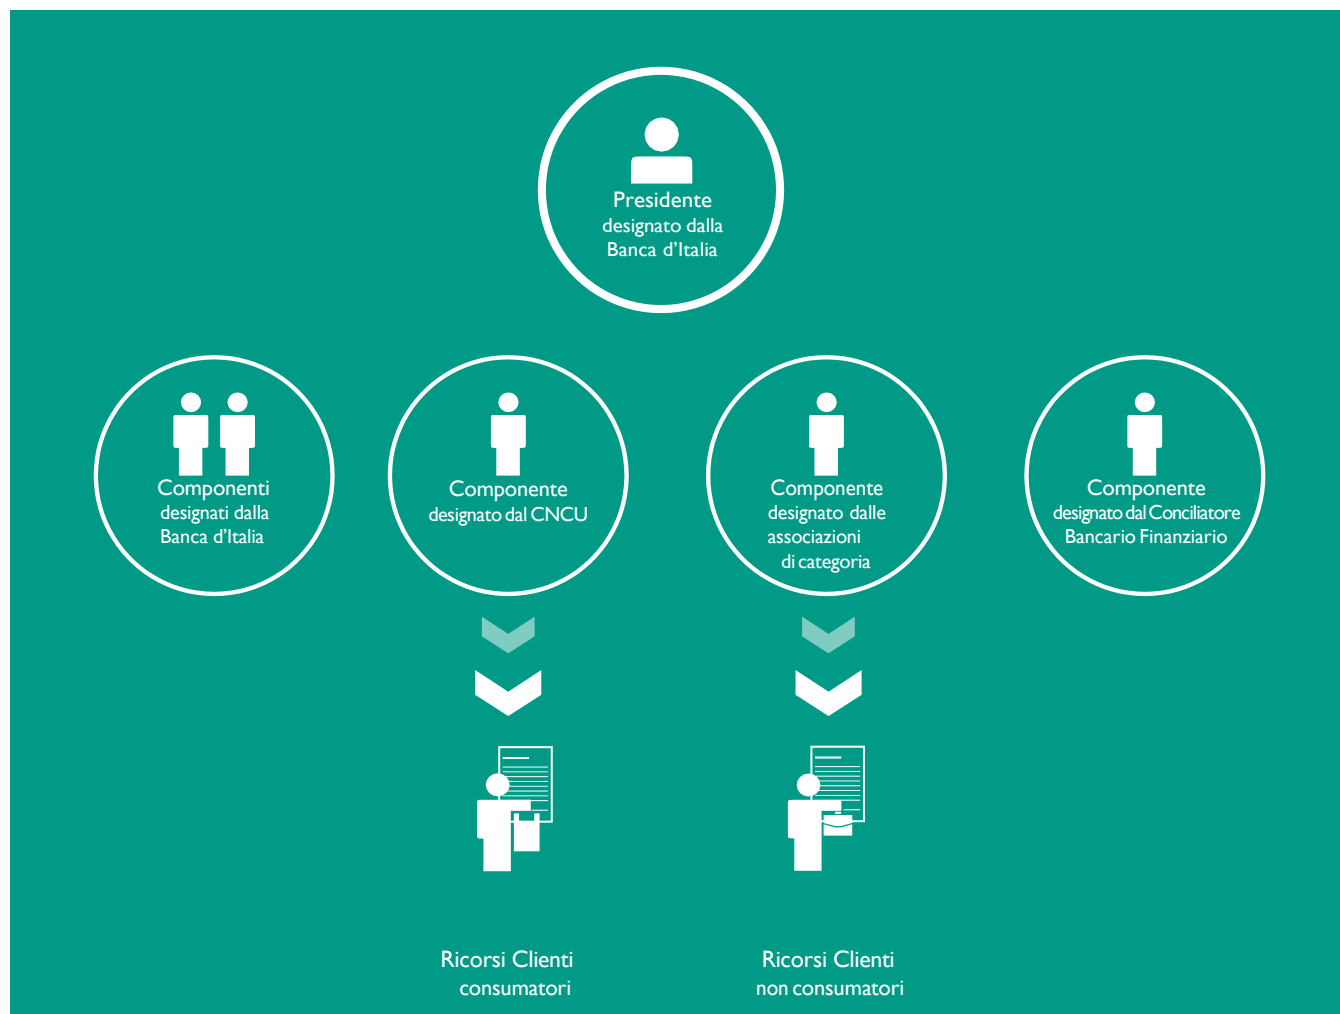 Presidente
designato dalla
Banca d’Italia
Componenti
designati dalla
Banca d’Italia
Componente
designato dal CNCU
Componente
designato dalle
associazioni
di categoria
Componente
designato dal Conciliatore
Bancario Finanziario
Ricorsi Clienti
consumatori
Ricorsi Clienti
non consumatori